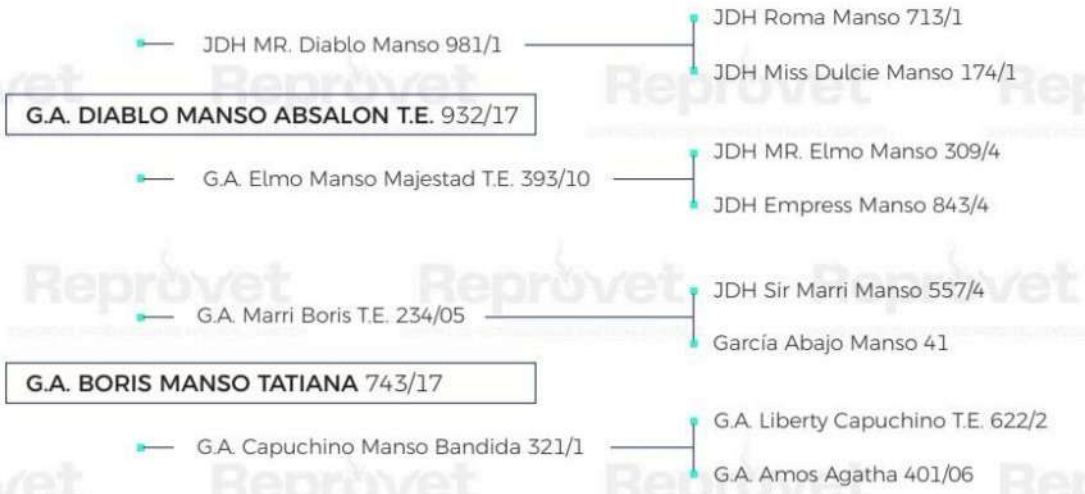 JDH Roma Manso 713/1
JDH MR. Diablo Manso 981/1
JDH Miss Dulcie Manso 174/1
G.A. DIABLO MANSO ABSALON T.E. 932/17
JDH MR. Elmo Manso 309/4
G.A. Elmo Manso Majestad T.E. 393/10
JDH Empress Manso 843/4
JDH Sir Marri Manso 557/4
G.A. Marri Boris T.E. 234/05
García Abajo Manso 41
G.A. BORIS MANSO TATIANA 743/17
G.A. Liberty Capuchino T.E. 622/2
G.A. Capuchino Manso Bandida 321/1
G.A. Amos Agatha 401/06
Reprovet